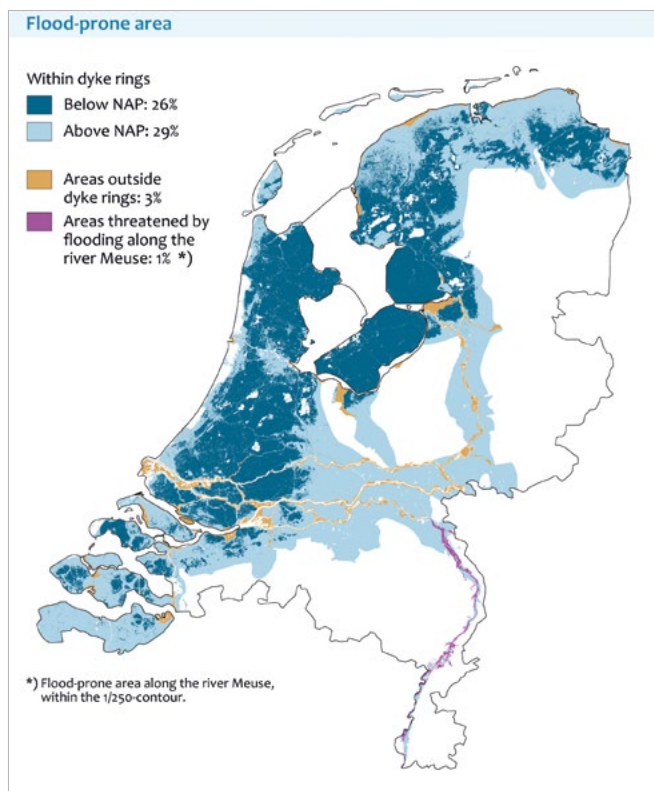 Flood-prone area
Within dyke rings
Below NAP: 26%
Above NAP: 29%
Areas outside
dyke rings: 3%
Areas threatened by
flooding along the
river Meuse: 1% *)
*) Flood-prone area along the river Meuse,
within the 1/250-contour.